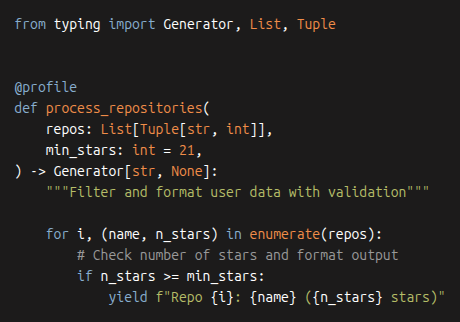 from typing import Generator, List, Tuple
@profile
def process_repositories(
    repos: List[Tuple[str, int]],
    min_stars: int = 21,
) -> Generator[str, None]:
    """Filter and format user data with validation"""
    for i, (name, n_stars) in enumerate(repos):
        # Check number of stars and format output
        if n_stars >= min_stars:
            yield f"Repo {i}: {name} ({n_stars} stars)"